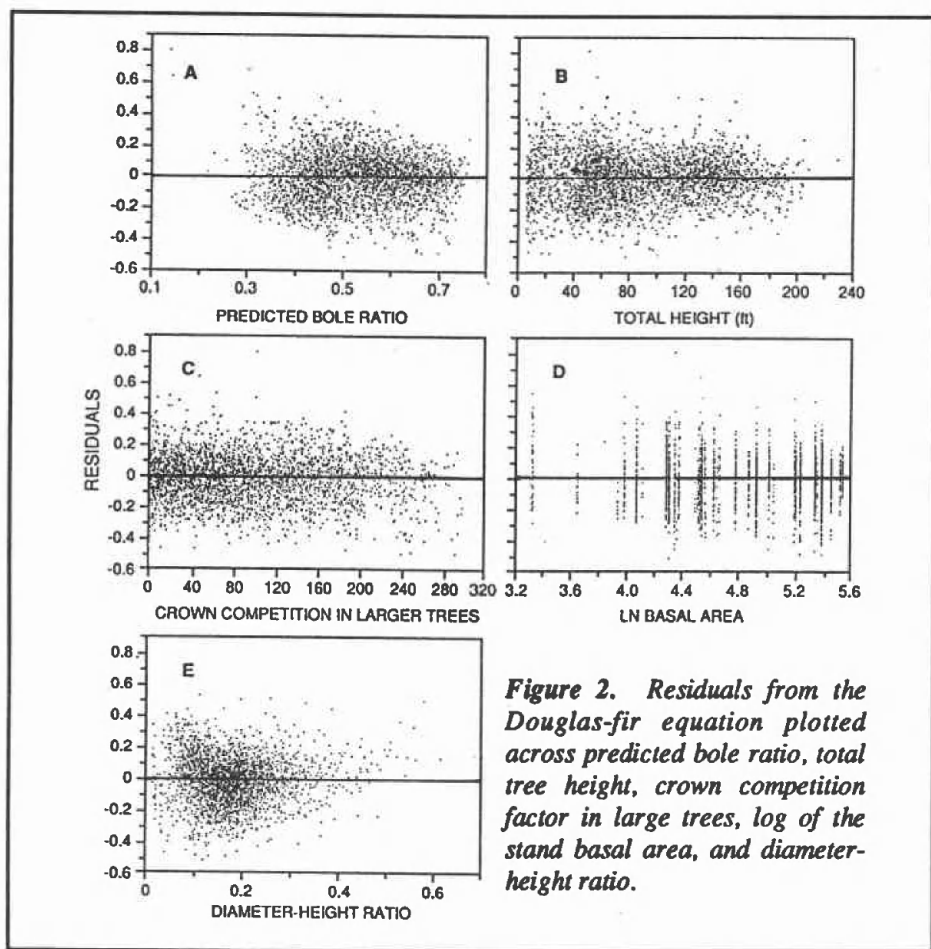 0.8
0.6
0.4
0.2
0
-0.2
-0.4
-0.6
A
0.1 0.3 0.5 0.7
PREDICTED BOLE RATIO
B
0 40 80 120 160 200 240
TOTAL HEIGHT (ft)
RESIDUALS
0.8
0.6
0.4
0.2
0
-0.2
-0.4
-0.6
C
0 40 80 120 160 200 240 280 320
CROWN COMPETITION IN LARGER TREES
D
3.2 3.6 4.0 4.4 4.8 5.2 5.6
LN BASAL AREA
0.8
0.6
0.4
0.2
0
-0.2
-0.4
-0.6
E
0 0.2 0.4 0.6
DIAMETER-HEIGHT RATIO
Figure 2. Residuals from the
Douglas-fir equation plotted
across predicted bole ratio, total
tree height, crown competition
factor in large trees, log of the
stand basal area, and diameter-
height ratio.